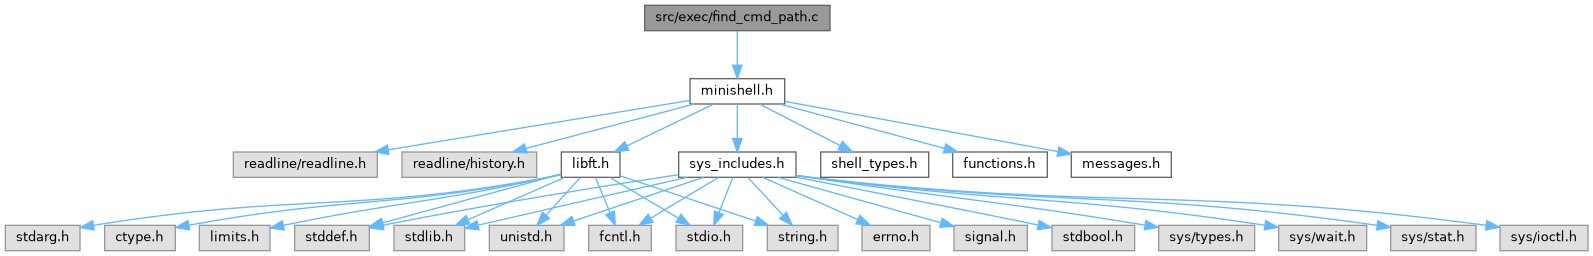 src/exec/find_cmd_path.c
minishell.h
readline/readline.h
readline/history.h
libft.h
sys_includes.h
shell_types.h
functions.h
messages.h
stdarg.h
ctype.h
limits.h
stddef.h
stdlib.h
unistd.h
fcntl.h
stdio.h
string.h
errno.h
signal.h
stdbool.h
sys/types.h
sys/wait.h
sys/stat.h
sys/ioctl.h